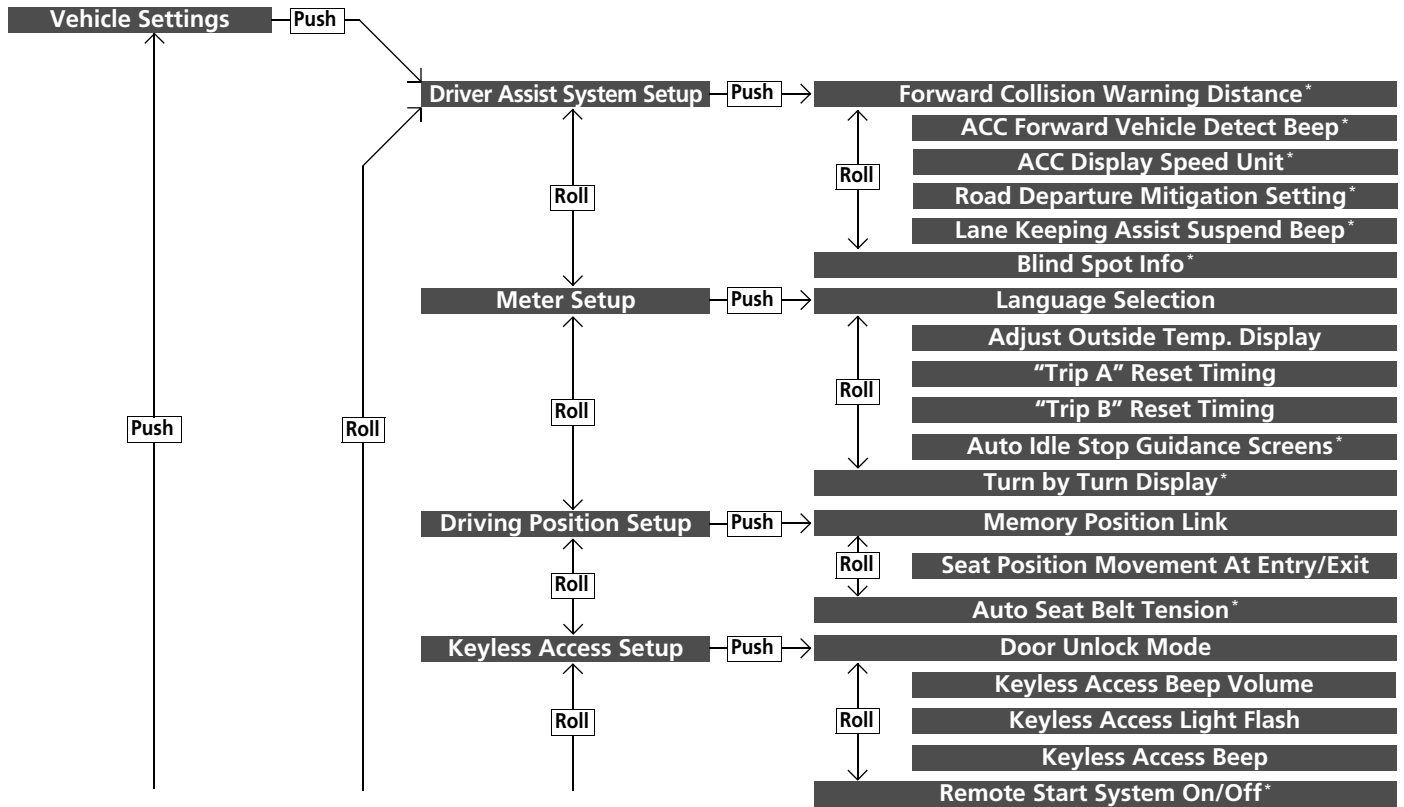 Vehicle Settings Push
Driver Assist System Setup Push Forward Collision Warning Distance*
ACC Forward Vehicle Detect Beep*
ACC Display Speed Unit*
Roll
Roll
Road Departure Mitigation Setting*
Lane Keeping Assist Suspend Beep*
Blind Spot Info*
Meter Setup Push Language Selection
Adjust Outside Temp. Display
“Trip A” Reset Timing
Roll
Roll
“Trip B” Reset Timing
Push Roll
Auto Idle Stop Guidance Screens*
Turn by Turn Display*
Driving Position Setup Push Memory Position Link
Roll
Roll
Seat Position Movement At Entry/Exit
Auto Seat Belt Tension*
Keyless Access Setup Push Door Unlock Mode
Keyless Access Beep Volume
Roll Roll Keyless Access Light Flash
Keyless Access Beep
Remote Start System On/Off*